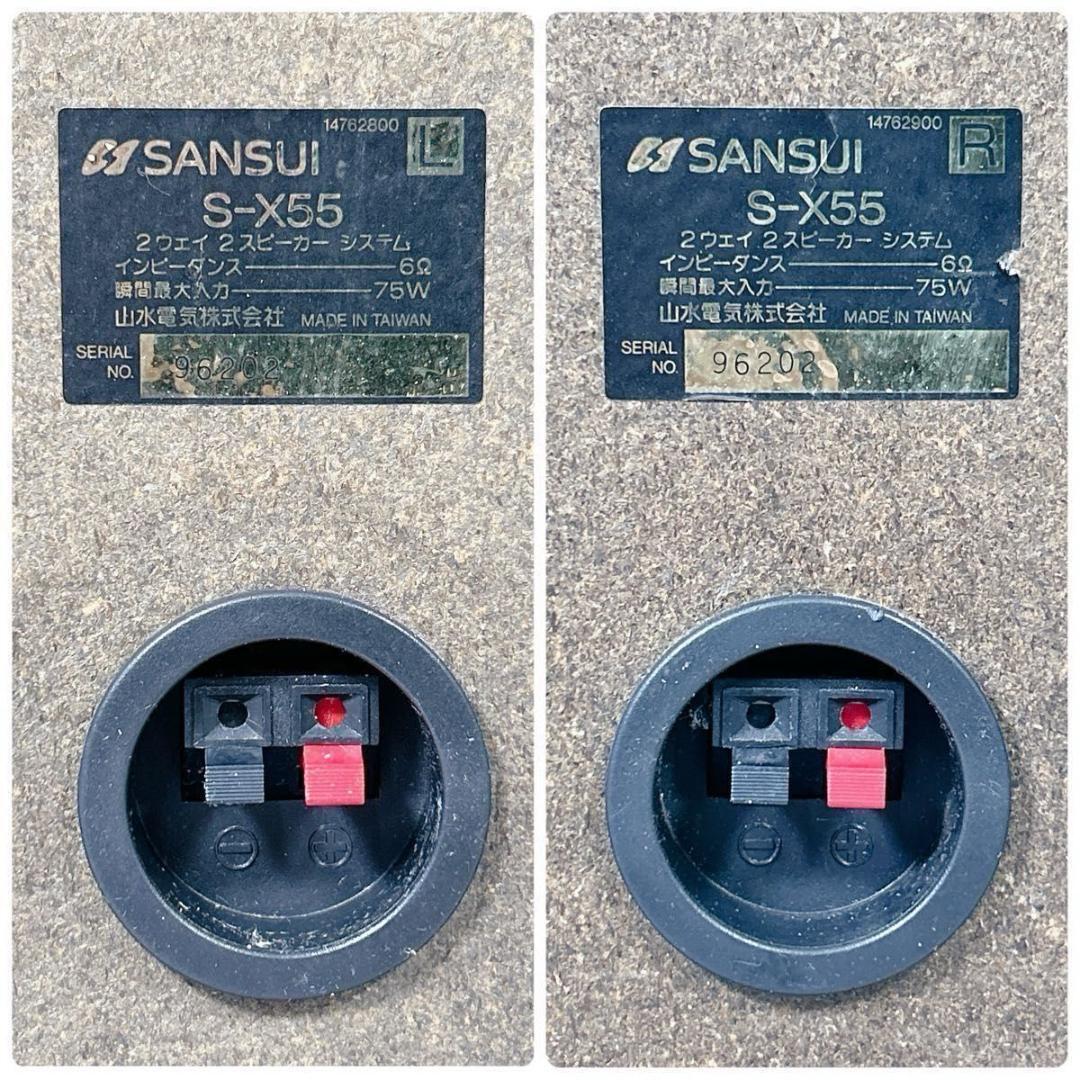 14762800 L
SANSUI
S-X55
2ウェイ 2スピーカー システム
インピーダンス 6Ω
瞬間最大入力 75W
山水電気株式会社 MADE IN TAIWAN
SERIAL NO. 96202
14762900 R
SANSUI
S-X55
2ウェイ 2スピーカー システム
インピーダンス 6Ω
瞬間最大入力 75W
山水電気株式会社 MADE IN TAIWAN
SERIAL NO. 96202
⊖ ⊕
⊖ ⊕